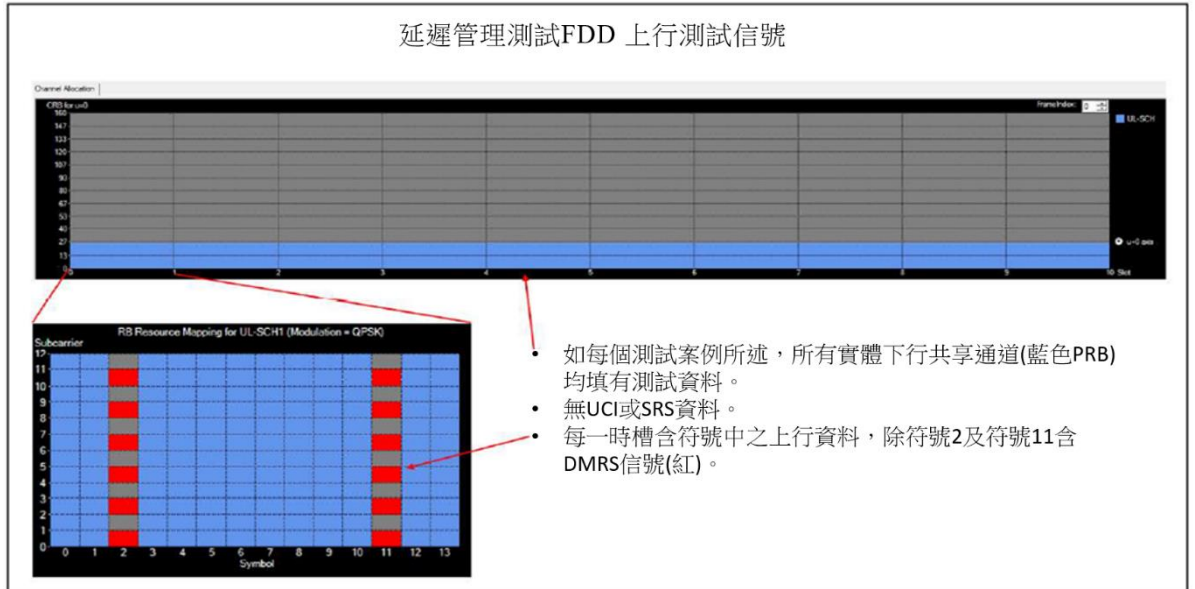 延遲管理測試FDD 上行測試信號
Channel Allocation
CRB for u=0
FrameIndex: 0
160
147
133
120
107
93
80
67
53
40
27
13
0
0 1 2 3 4 5 6 7 8 9 10 Slot
UL-SCH
u=0 axis
RB Resource Mapping for UL-SCH1 (Modulation = QPSK)
Subcarrier
12
11
10
9
8
7
6
5
4
3
2
1
0
0 1 2 3 4 5 6 7 8 9 10 11 12 13
Symbol
• 如每個測試案例所述，所有實體下行共享通道(藍色PRB)
均填有測試資料。
• 無UCI或SRS資料。
• 每一時槽含符號中之上行資料，除符號2及符號11含
DMRS信號(紅)。